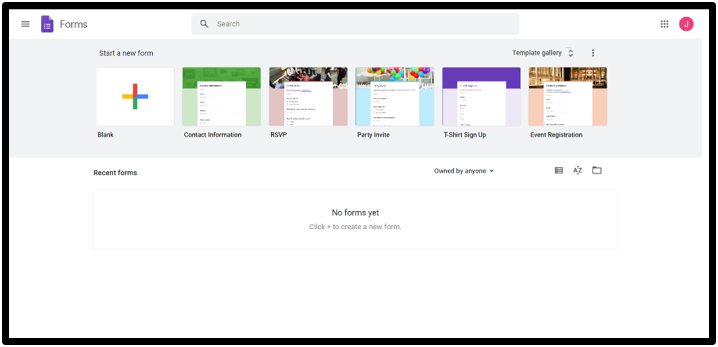 Forms
Search
J
Start a new form
Template gallery
Blank
Contact Information
RSVP
Party Invite
T-Shirt Sign Up
Event Registration
Recent forms
Owned by anyone
AZ
No forms yet
Click + to create a new form.